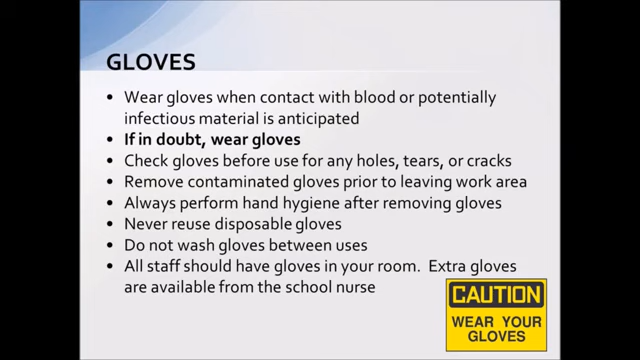 GLOVES
• Wear gloves when contact with blood or potentially
infectious material is anticipated
• If in doubt, wear gloves
• Check gloves before use for any holes, tears, or cracks
• Remove contaminated gloves prior to leaving work area
• Always perform hand hygiene after removing gloves
• Never reuse disposable gloves
• Do not wash gloves between uses
• All staff should have gloves in your room.  Extra gloves
are available from the school nurse
CAUTION
WEAR YOUR
GLOVES